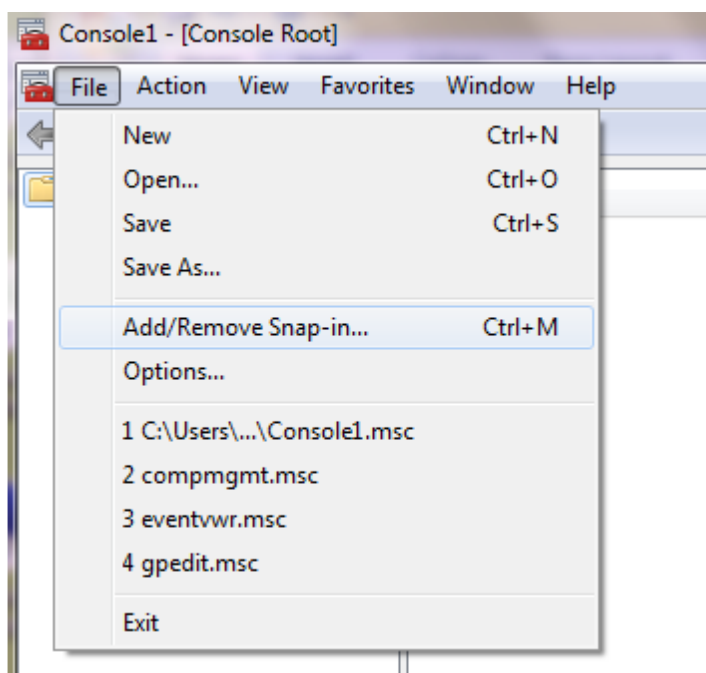 Console1 - [Console Root]
File Action View Favorites Window Help
New Ctrl+N
Open... Ctrl+O
Save Ctrl+S
Save As...
Add/Remove Snap-in... Ctrl+M
Options...
1 C:\Users\...\Console1.msc
2 compmgmt.msc
3 eventvwr.msc
4 gpedit.msc
Exit